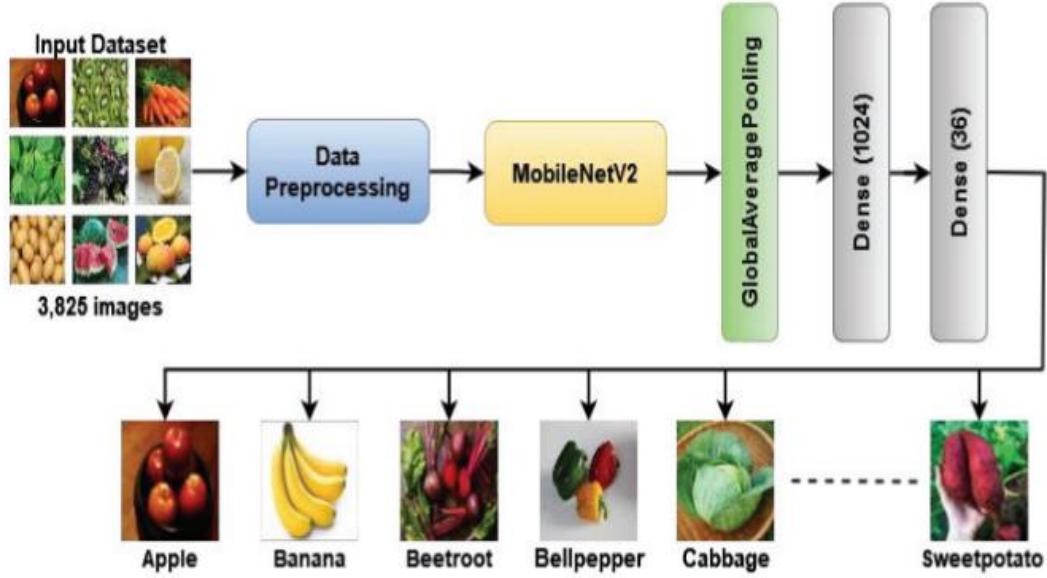 Input Dataset
3,825 images
Data
Preprocessing
MobileNetV2
GlobalAveragePooling
Dense (1024)
Dense (36)
Apple
Banana
Beetroot
Bellpepper
Cabbage
Sweetpotato